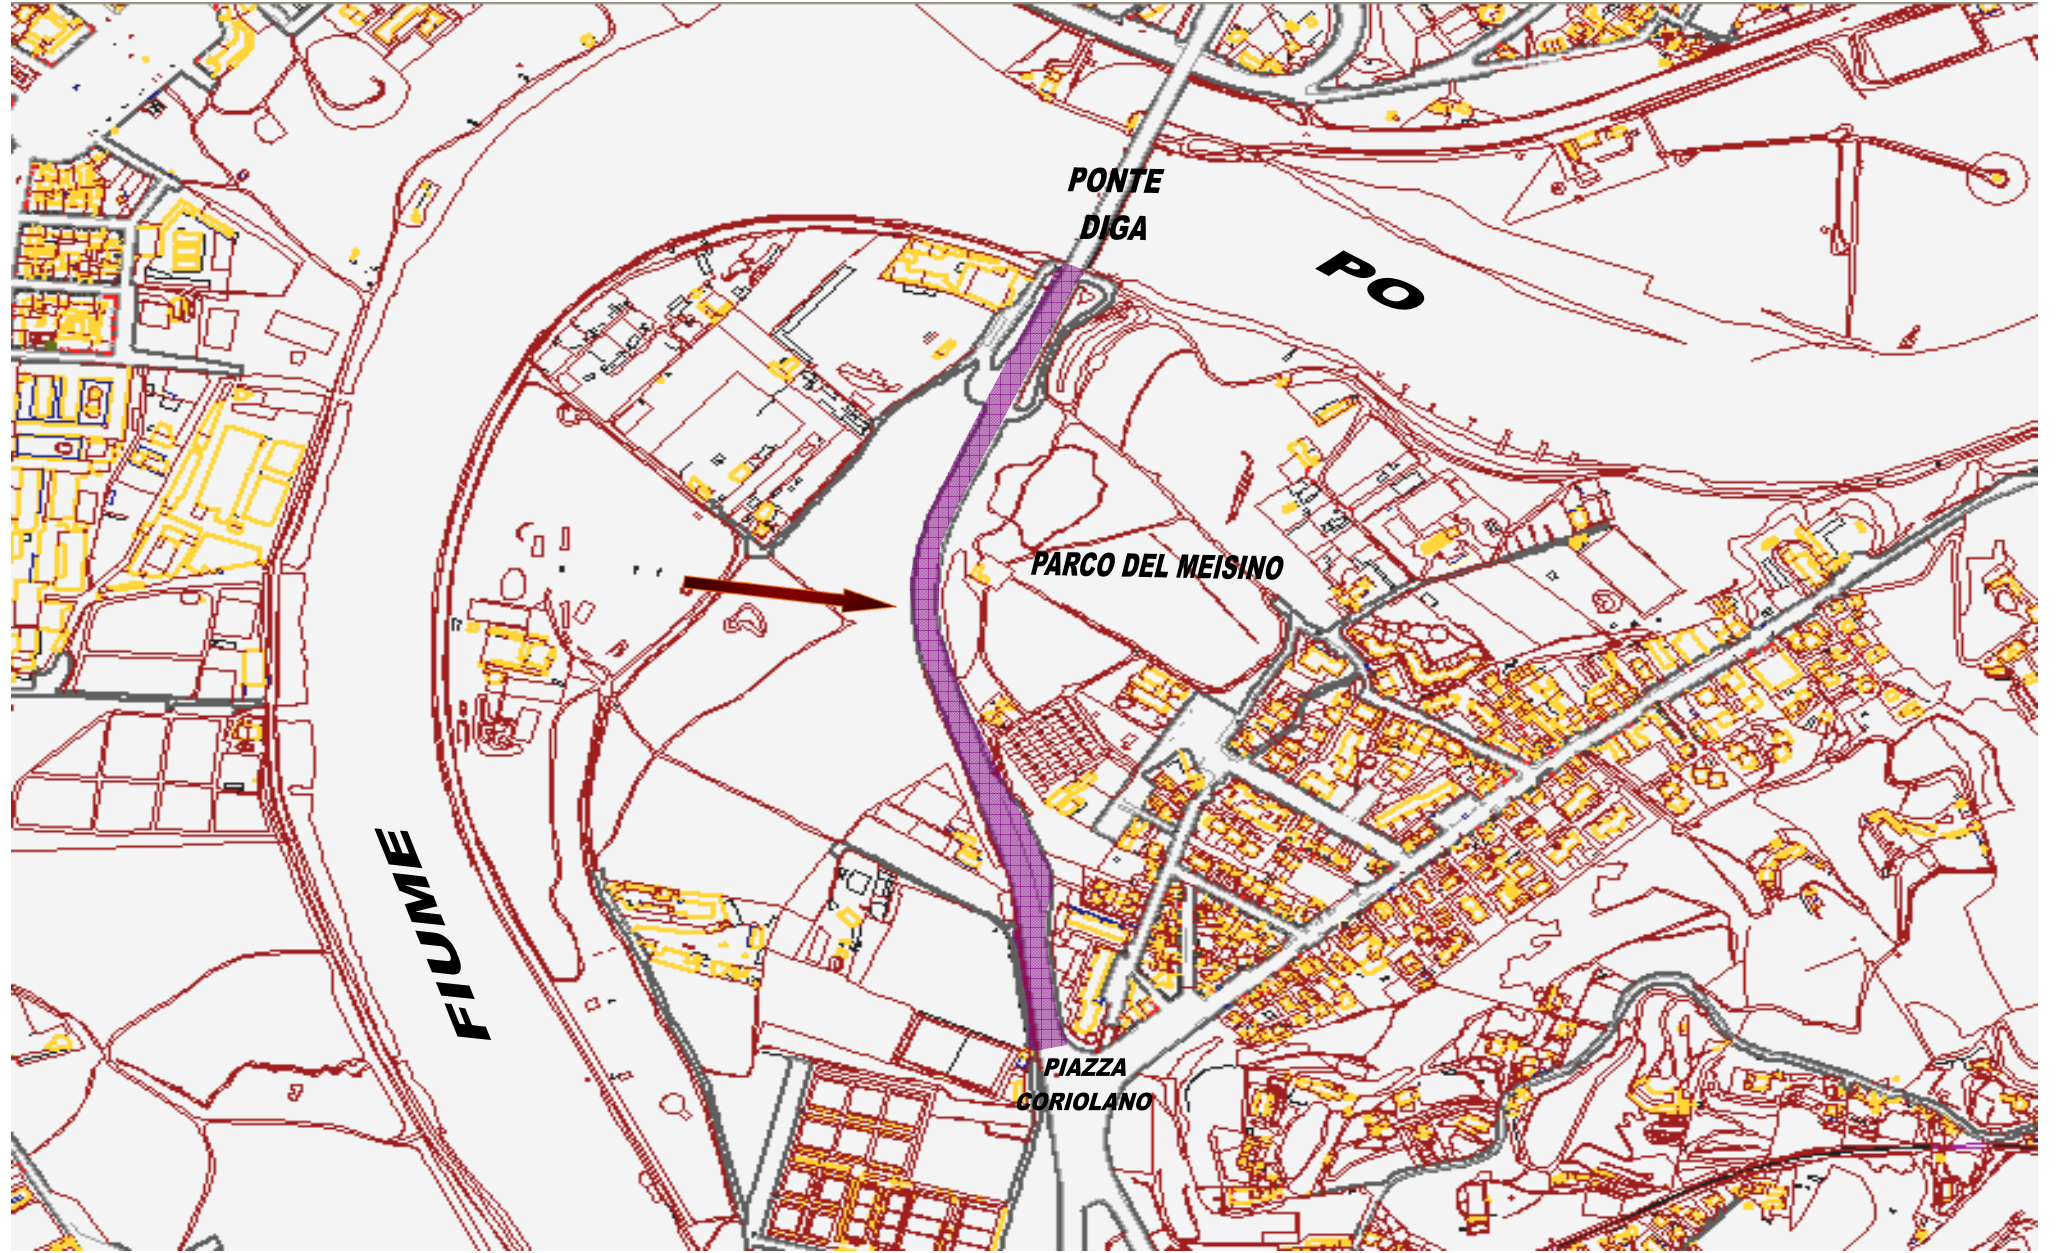 PONTE
DIGA
PO
PARCO DEL MEISINO
FIUME
PIAZZA
CORIOLANO